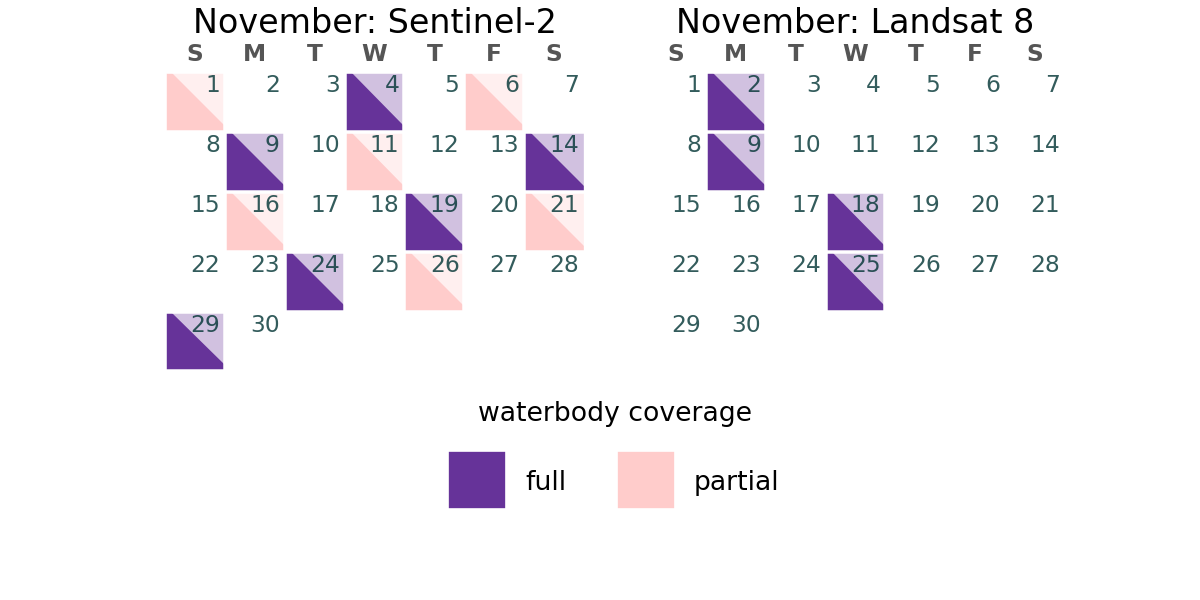 November: Sentinel-2
S M T W T F S
1 2 3 4 5 6 7
8 9 10 11 12 13 14
15 16 17 18 19 20 21
22 23 24 25 26 27 28
29 30
November: Landsat 8
S M T W T F S
1 2 3 4 5 6 7
8 9 10 11 12 13 14
15 16 17 18 19 20 21
22 23 24 25 26 27 28
29 30
waterbody coverage
full partial